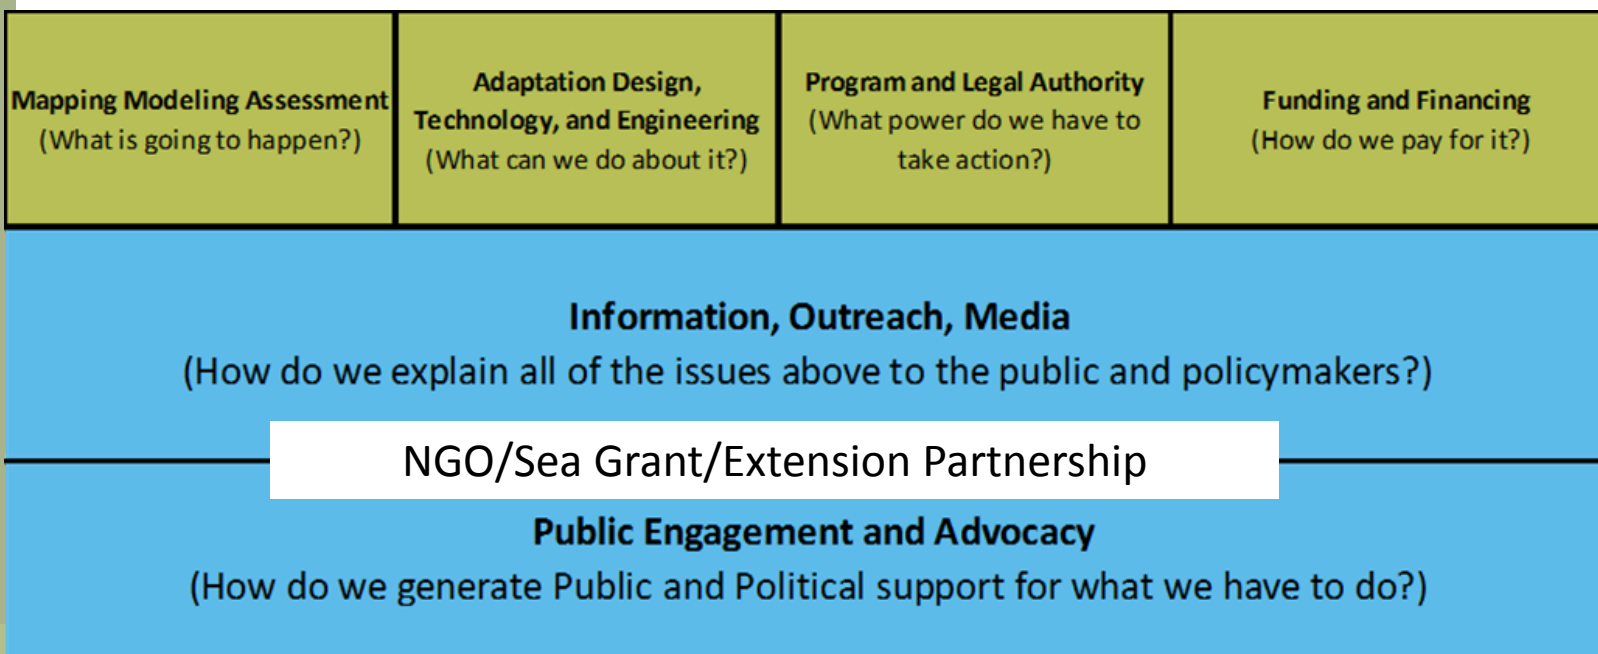 Mapping Modeling Assessment
(What is going to happen?)
Adaptation Design,
Technology, and Engineering
(What can we do about it?)
Program and Legal Authority
(What power do we have to
take action?)
Funding and Financing
(How do we pay for it?)
Information, Outreach, Media
(How do we explain all of the issues above to the public and policymakers?)
NGO/Sea Grant/Extension Partnership
Public Engagement and Advocacy
(How do we generate Public and Political support for what we have to do?)